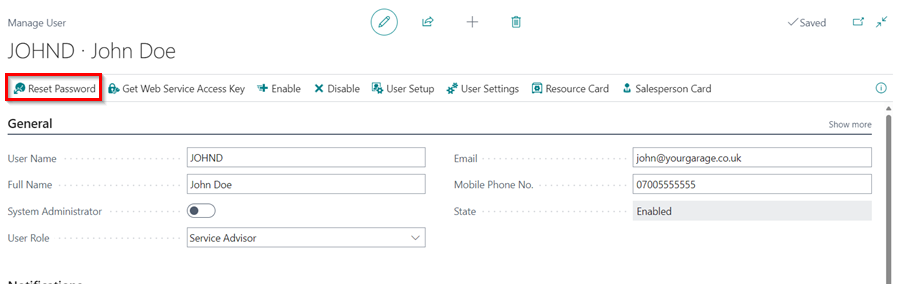 Manage User
Saved
JOHND · John Doe
Reset Password Get Web Service Access Key Enable Disable User Setup User Settings Resource Card Salesperson Card
General Show more
User Name JOHND Email john@yourgarage.co.uk
Full Name John Doe Mobile Phone No. 07005555555
System Administrator State Enabled
User Role Service Advisor
Notifications